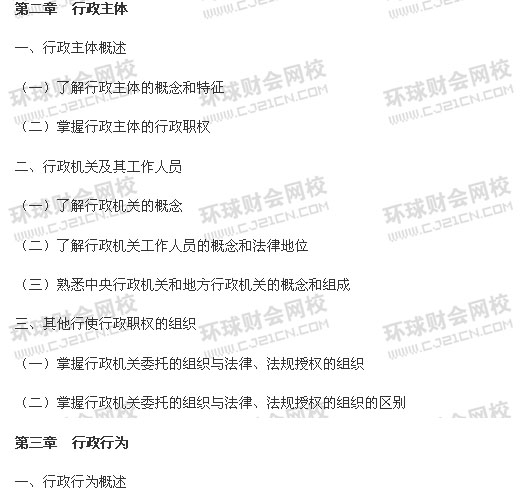 第二章 行政主体
一、行政主体概述
（一）了解行政主体的概念和特征
（二）掌握行政主体的行政职权
二、行政机关及其工作人员
（一）了解行政机关的概念
（二）了解行政机关工作人员的概念和法律地位
（三）熟悉中央行政机关和地方行政机关的概念和组成
三、其他行使行政职权的组织
（一）掌握行政机关委托的组织与法律、法规授权的组织
（二）掌握行政机关委托的组织与法律、法规授权的组织的区别
第三章 行政行为
一、行政行为概述
环球财会网校
WWW.CJ21CN.COM